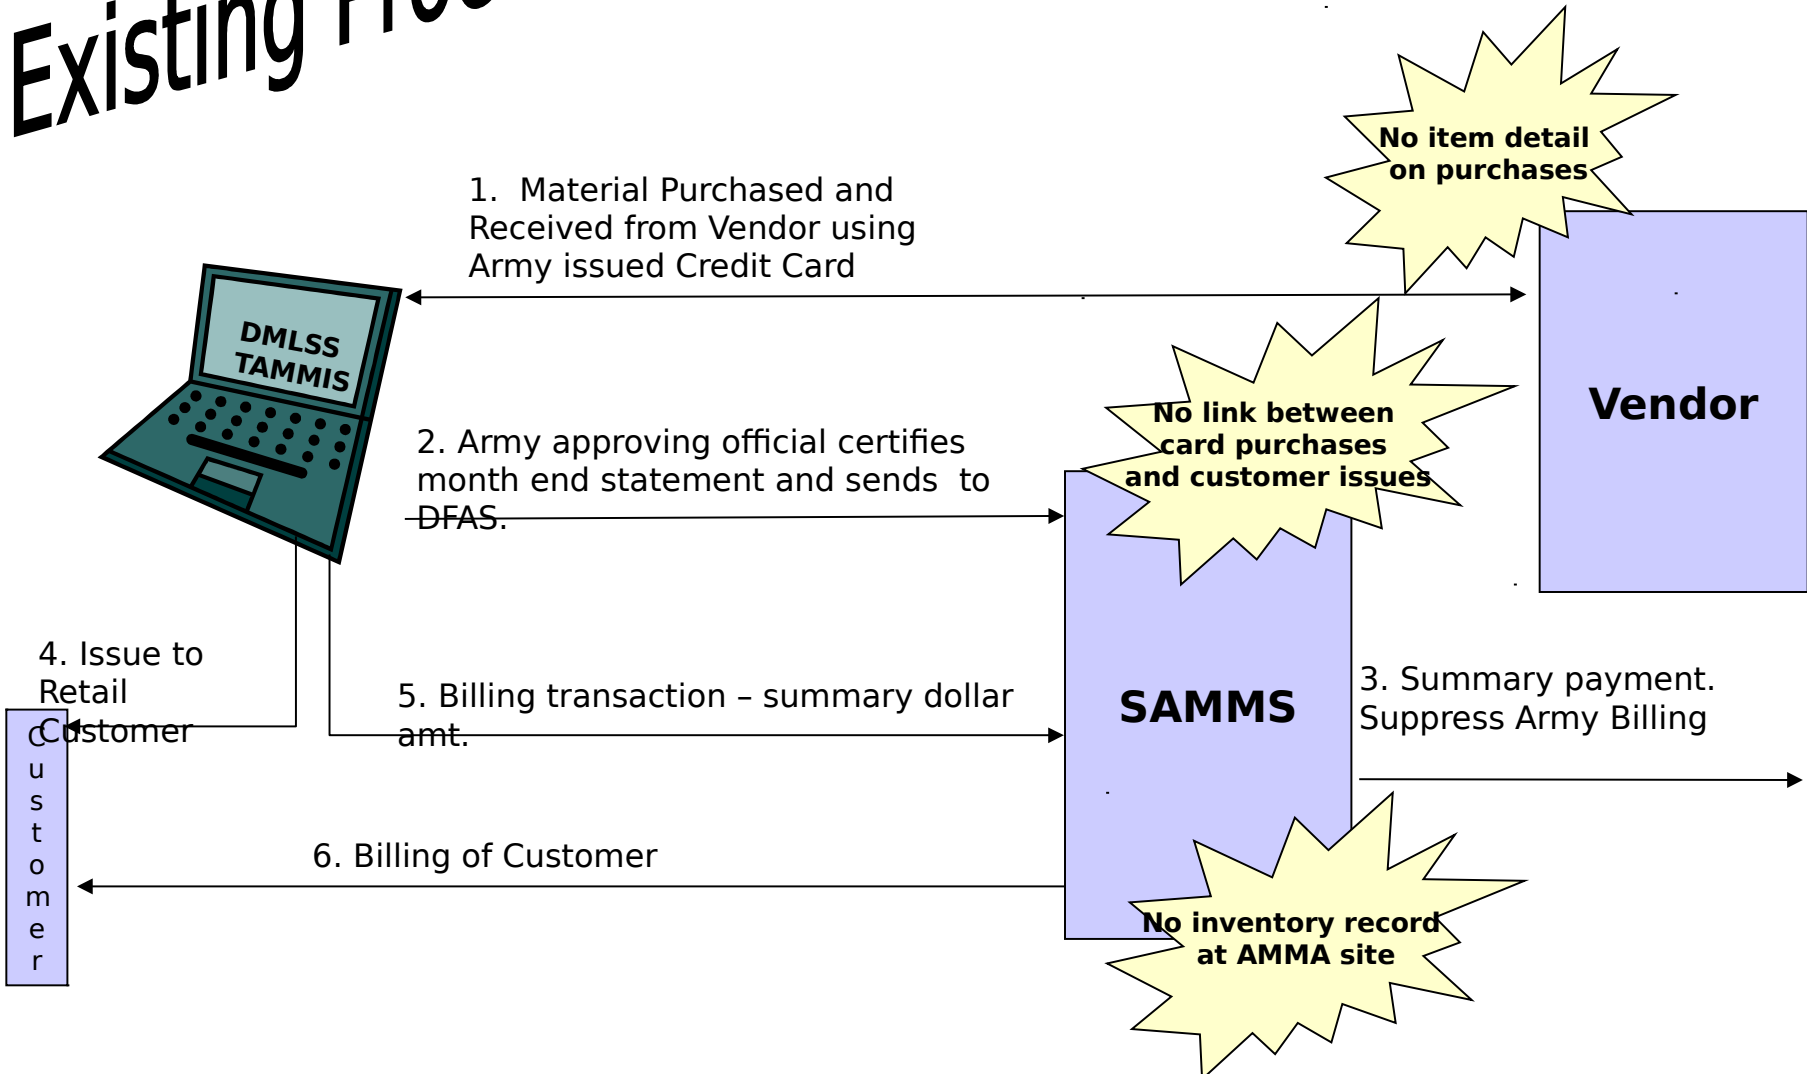 Existing
No item detail
on purchases
1.  Material Purchased and
Received from Vendor using
Army issued Credit Card
DMLSS
TAMMIS
Vendor
No link between
card purchases
and customer issues
2. Army approving official certifies
month end statement and sends  to
DFAS.
4. Issue to
Retail
Customer
5. Billing transaction – summary dollar
amt.
SAMMS
3. Summary payment.
Suppress Army Billing
Customer
6. Billing of Customer
No inventory record
at AMMA site